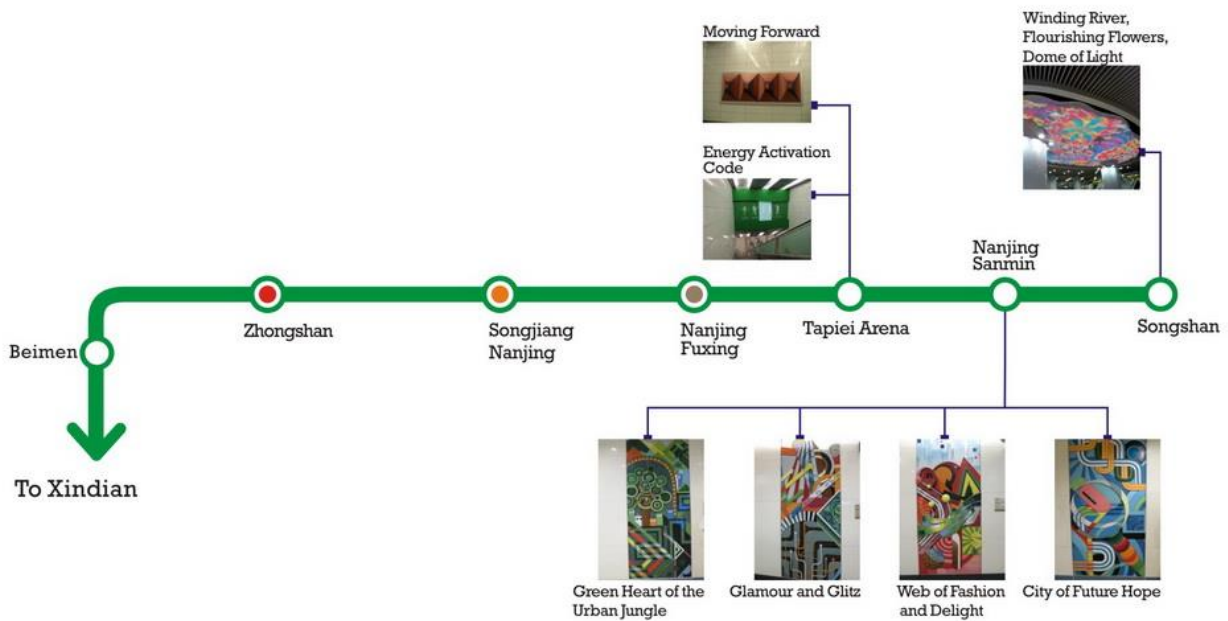 Moving Forward
Energy Activation
Code
Winding River,
Flourishing Flowers,
Dome of Light
Nanjing
Sanmin
Beimen
Zhongshan
Songjiang
Nanjing
Nanjing
Fuxing
Tapiei Arena
Songshan
To Xindian
Green Heart of the
Urban Jungle
Glamour and Glitz
Web of Fashion
and Delight
City of Future Hope